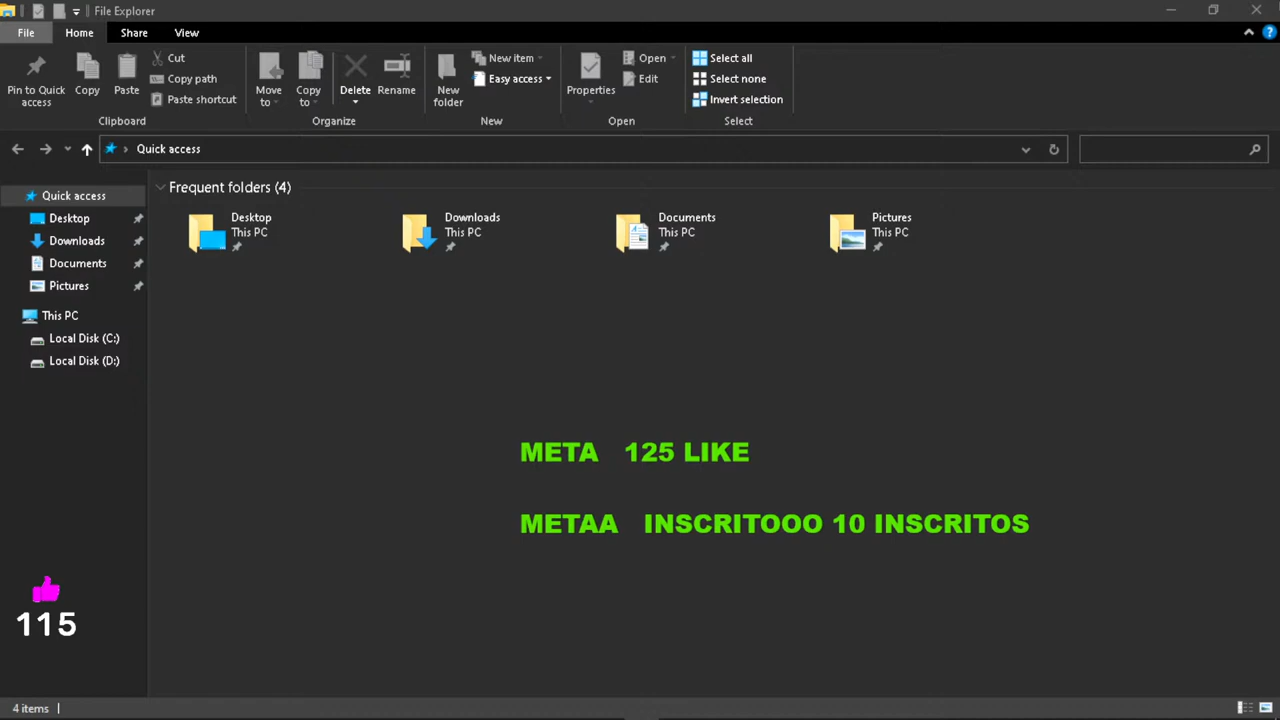 File Explorer
File Home Share View
Pin to Quick access
Copy
Paste
Cut
Copy path
Paste shortcut
Clipboard
Move to
Copy to
Delete
Rename
Organize
New folder
New item
Easy access
New
Properties
Open
Edit
Open
Select all
Select none
Invert selection
Select
Quick access
Quick access
Desktop
Downloads
Documents
Pictures
This PC
Local Disk (C:)
Local Disk (D:)
Frequent folders (4)
Desktop
This PC
Downloads
This PC
Documents
This PC
Pictures
This PC
META 125 LIKE
METAA INSCRITOOO 10 INSCRITOS
115
4 items